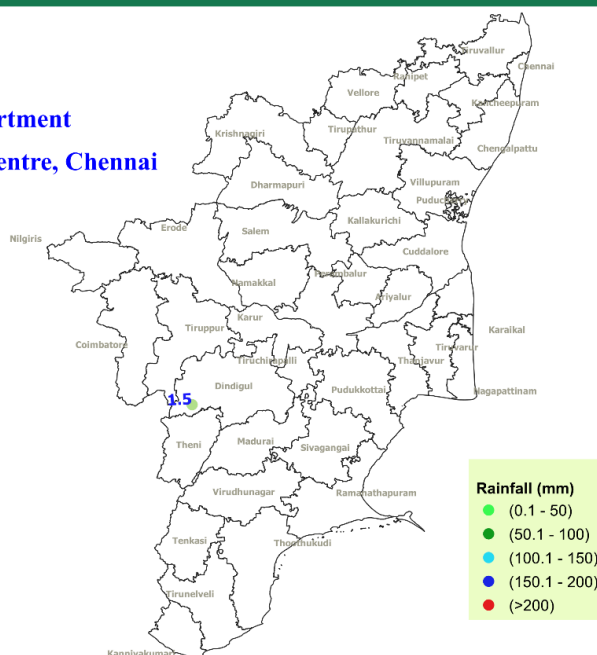 Tiruvallur
Chennai
Ranipet
Vellore
Kancheepuram
rtment
Krishnagiri
Tirupathur
Tiruvannamalai
Chengalpattu
entre, Chennai
Dharmapuri
Villupuram
Kallakurichi
Erode
Salem
Nilgiris
Cuddalore
Namakkal
Perambalur
Ariyalur
Karur
Tiruppur
Karaikal
Coimbatore
Tiruchirapalli
Thanjavur
Tiruvarur
Dindigul
Pudukkottai
Nagapattinam
1.5
Theni
Madurai
Sivagangai
Virudhunagar
Ramanathapuram
Rainfall (mm)
(0.1 - 50)
(50.1 - 100)
(100.1 - 150)
(150.1 - 200)
(>200)
Tenkasi
Thoothukudi
Tirunelveli
Kanniyakumari